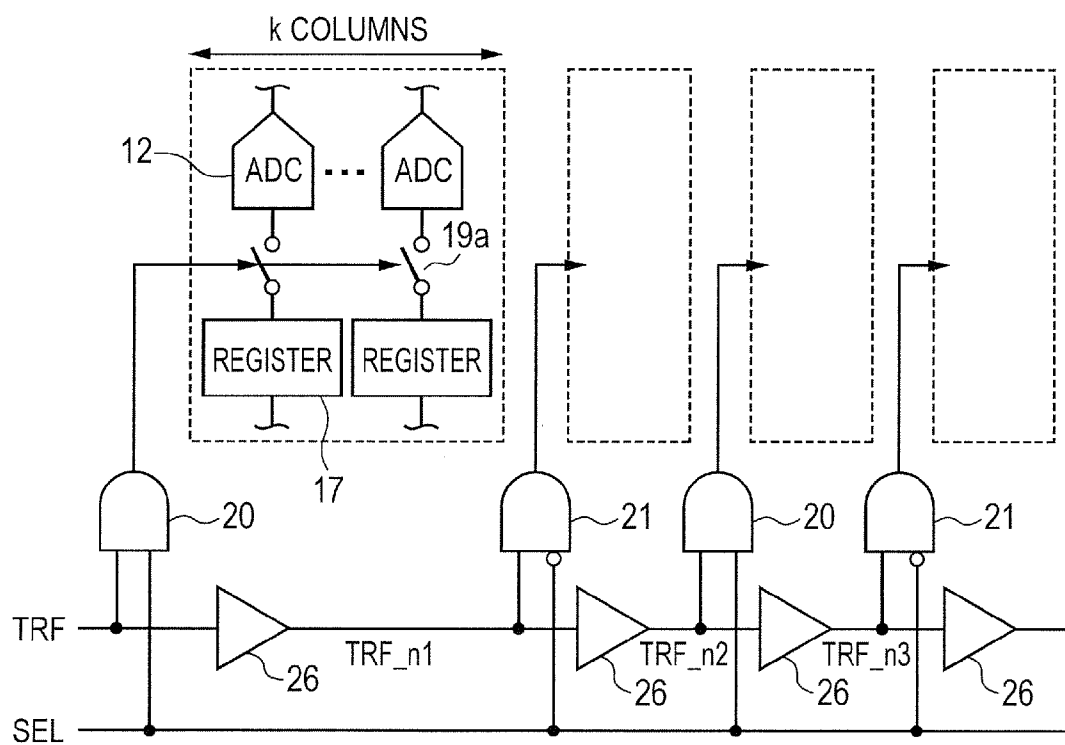 k COLUMNS
12
ADC ... ADC
19a
REGISTER REGISTER
17
20
21
20
21
TRF
TRF_n1
TRF_n2
TRF_n3
26
26
26
26
SEL